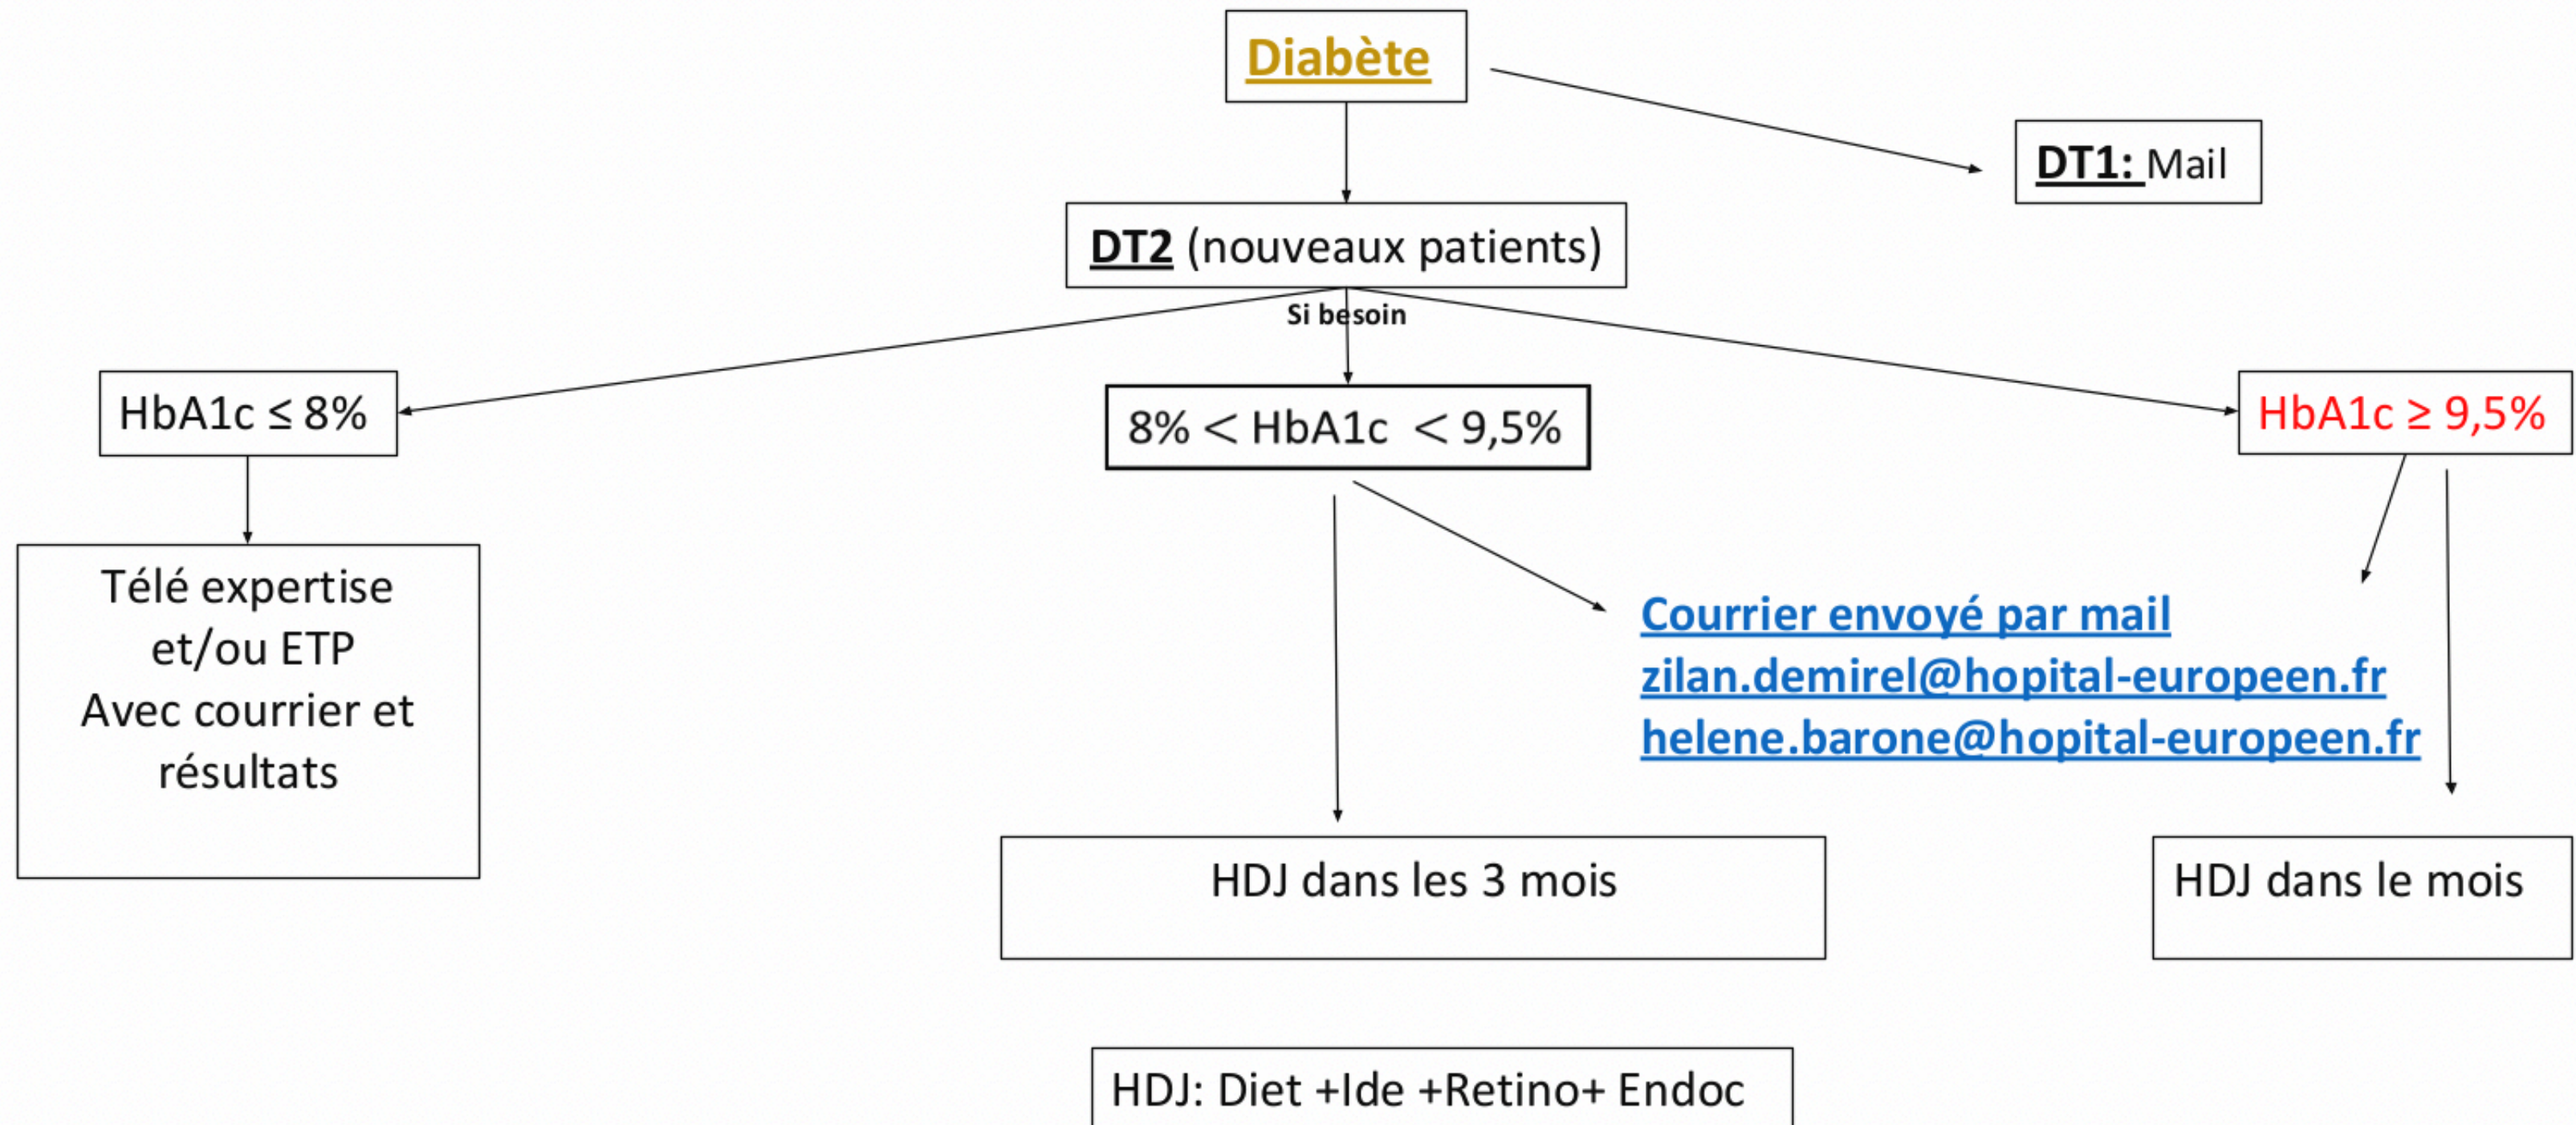 Diabète
DT1: Mail
DT2 (nouveaux patients)
Si besoin
HbA1c ≤ 8%
8% < HbA1c < 9,5%
HbA1c ≥ 9,5%
Télé expertise
et/ou ETP
Avec courrier et
résultats
Courrier envoyé par mail
zilan.demirel@hopital-europeen.fr
helene.barone@hopital-europeen.fr
HDJ dans les 3 mois
HDJ dans le mois
HDJ: Diet +Ide +Retino+ Endoc